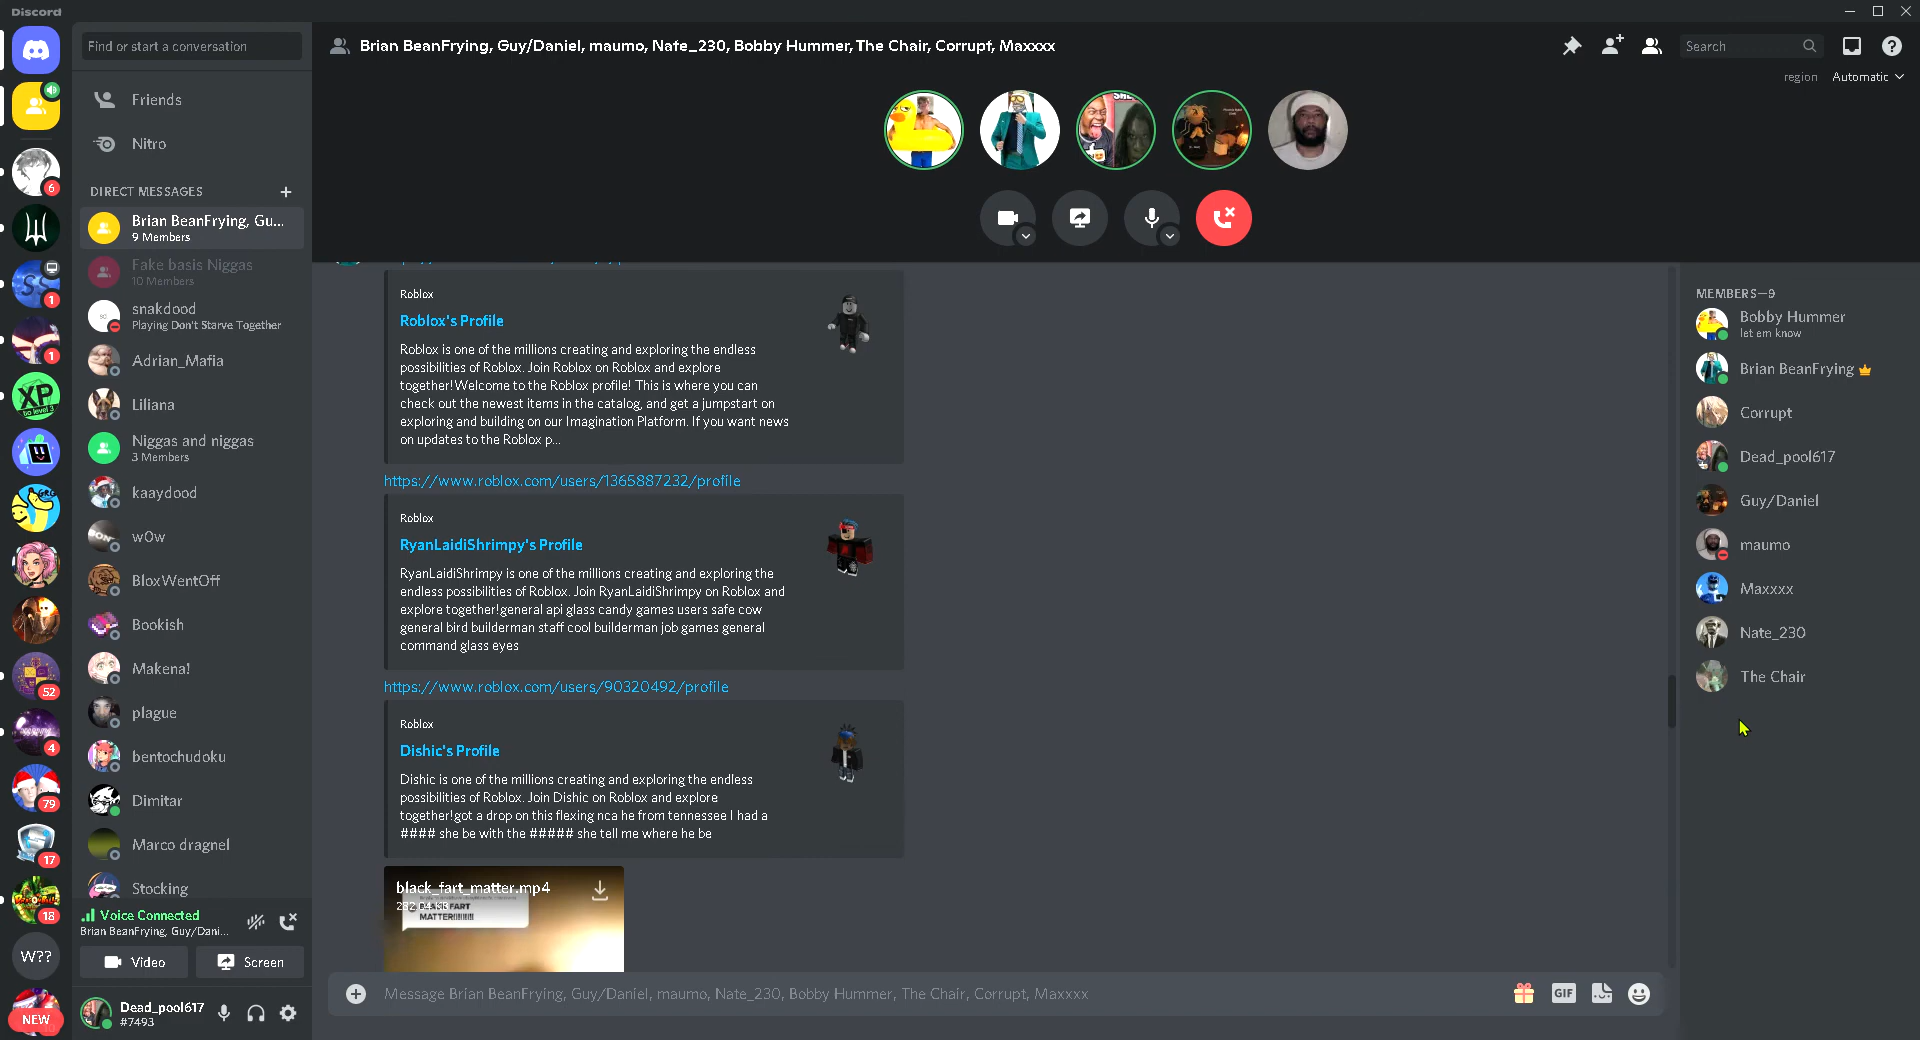 Discord
Find or start a conversation
Friends
Nitro
DIRECT MESSAGES
Brian BeanFrying, Gu...
9 Members
Fake basis Niggas
10 Members
snakdood
Playing Don't Starve Together
Adrian_Mafia
Liliana
Niggas and niggas
3 Members
kaaydood
w0w
BloxWentOff
Bookish
Makena!
plague
bentochudoku
Dimitar
Marco dragnel
Stocking
Voice Connected
Brian BeanFrying, Guy/Dani...
Video
Screen
Dead_pool617
#7493
6
1
1
XP
to level 3
GRG
52
4
79
17
18
W??
NEW
Brian BeanFrying, Guy/Daniel, maumo, Nate_230, Bobby Hummer, The Chair, Corrupt, Maxxxx
Search
region
Automatic
Roblox
Roblox's Profile
Roblox is one of the millions creating and exploring the endless
possibilities of Roblox. Join Roblox on Roblox and explore
together!Welcome to the Roblox profile! This is where you can
check out the newest items in the catalog, and get a jumpstart on
exploring and building on our Imagination Platform. If you want news
on updates to the Roblox p...
https://www.roblox.com/users/1365887232/profile
Roblox
RyanLaidiShrimpy's Profile
RyanLaidiShrimpy is one of the millions creating and exploring the
endless possibilities of Roblox. Join RyanLaidiShrimpy on Roblox and
explore together!general api glass candy games users safe cow
general bird builderman staff cool builderman job games general
command glass eyes
https://www.roblox.com/users/90320492/profile
Roblox
Dishic's Profile
Dishic is one of the millions creating and exploring the endless
possibilities of Roblox. Join Dishic on Roblox and explore
together!got a drop on this flexing nca he from tennessee I had a
#### she be with the ##### she tell me where he be
black_fart_matter.mp4
FART
MATTER!!!!!!!!
Message Brian BeanFrying, Guy/Daniel, maumo, Nate_230, Bobby Hummer, The Chair, Corrupt, Maxxxx
GIF
MEMBERS—9
Bobby Hummer
let em know
Brian BeanFrying
Corrupt
Dead_pool617
Guy/Daniel
maumo
Maxxxx
Nate_230
The Chair